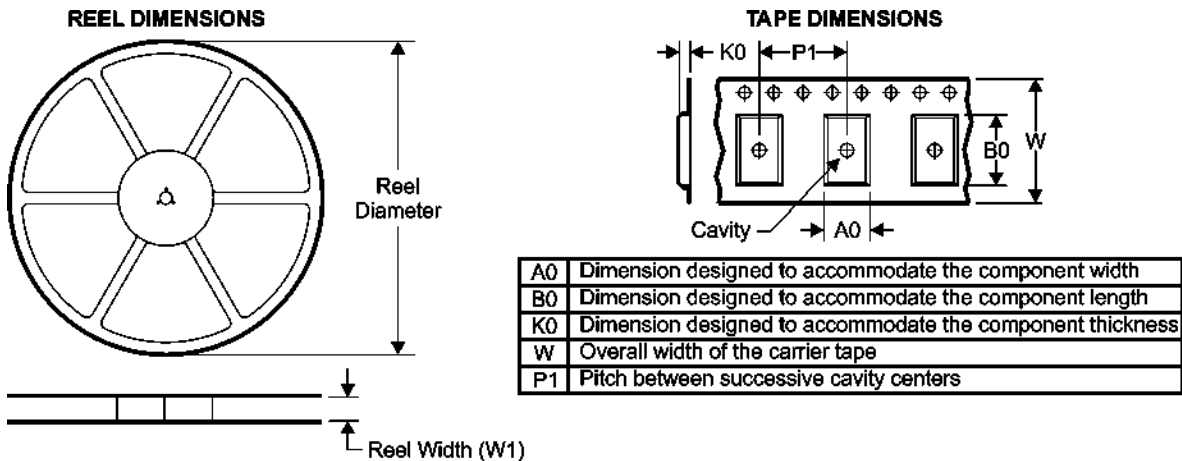 REEL DIMENSIONS
Reel
Diameter
Reel Width (W1)
TAPE DIMENSIONS
K0
P1
B0
W
Cavity
A0
A0 Dimension designed to accommodate the component width
B0 Dimension designed to accommodate the component length
K0 Dimension designed to accommodate the component thickness
W Overall width of the carrier tape
P1 Pitch between successive cavity centers